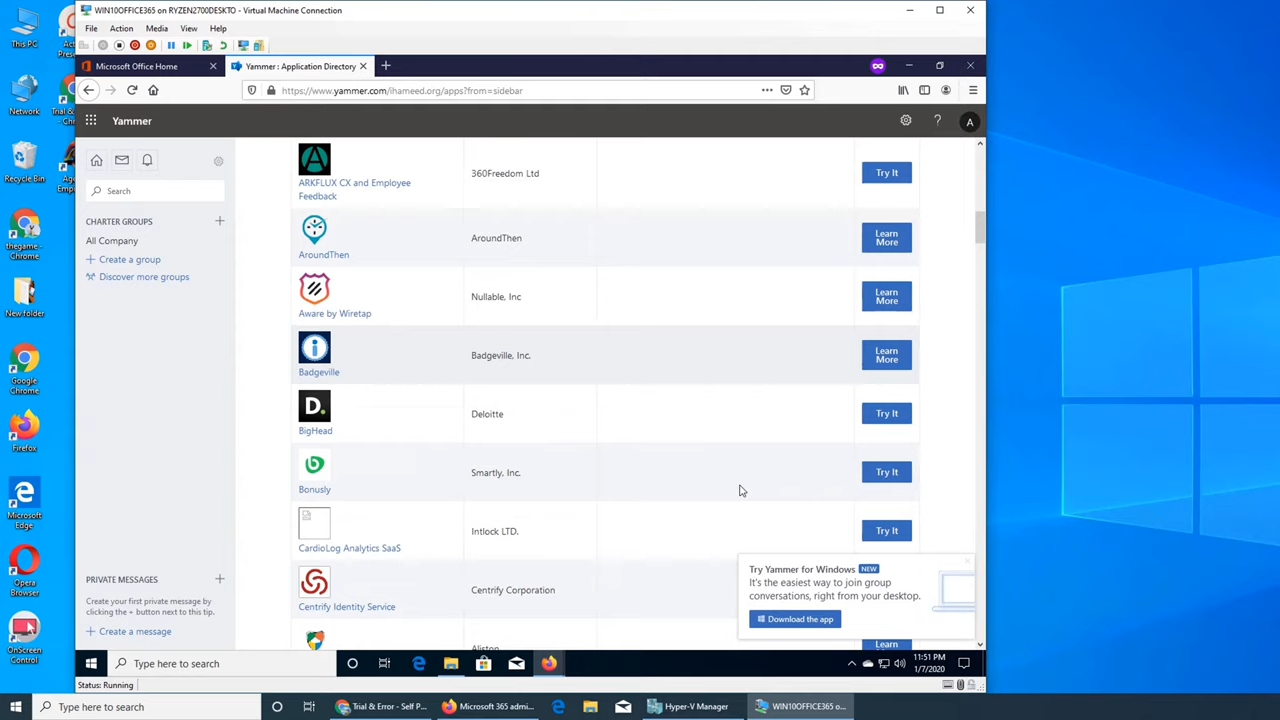 WIN10OFFICE365 on RYZEN2700DESKTO - Virtual Machine Connection
File Action Media View Help
Microsoft Office Home
Yammer : Application Directory
https://www.yammer.com/ihameed.org/apps?from=sidebar
Yammer
A
Search
CHARTER GROUPS
All Company
Create a group
Discover more groups
PRIVATE MESSAGES
Create your first private message by
clicking the + button next to this tip.
Create a message
ARKFLUX CX and Employee
Feedback
360Freedom Ltd
Try It
AroundThen
AroundThen
Learn
More
Aware by Wiretap
Nullable, Inc
Learn
More
Badgeville
Badgeville, Inc.
Learn
More
D.
BigHead
Deloitte
Try It
Bonusly
Smartly, Inc.
Try It
CardioLog Analytics SaaS
Intlock LTD.
Try It
Centrify Identity Service
Centrify Corporation
Learn
Try Yammer for Windows NEW
It's the easiest way to join group
conversations, right from your desktop.
Download the app
Type here to search
11:51 PM
1/7/2020
Status: Running
This PC
Network
Recycle Bin
thegame -
Chrome
New folder
Google
Chrome
Firefox
Microsoft
Edge
Opera
Browser
OnScreen
Control
Type here to search
Trial & Error - Self P...
Microsoft 365 admi...
Hyper-V Manager
WIN10OFFICE365 o...